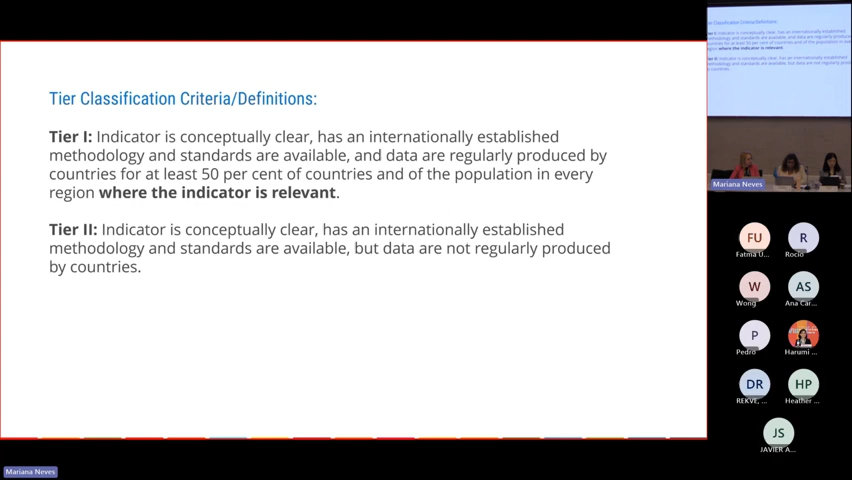 Tier Classification Criteria/Definitions:
Tier I: Indicator is conceptually clear, has an internationally established
methodology and standards are available, and data are regularly produced by
countries for at least 50 per cent of countries and of the population in every
region where the indicator is relevant.
Tier II: Indicator is conceptually clear, has an internationally established
methodology and standards are available, but data are not regularly produced
by countries.
Mariana Neves
FU
Fatma U...
R
Rocio
W
Wong
AS
Ana Car...
P
Pedro
Harumi ...
DR
REKVE, ...
HP
Heather ...
JS
JAVIER A...
Mariana Neves